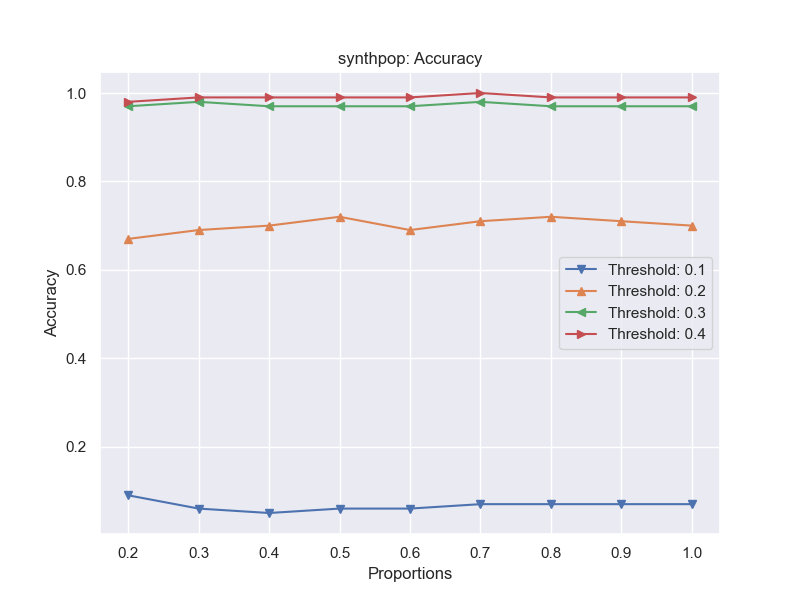 synthpop: Accuracy
Accuracy
1.0
0.8
0.6
0.4
0.2
Threshold: 0.1
Threshold: 0.2
Threshold: 0.3
Threshold: 0.4
0.2 0.3 0.4 0.5 0.6 0.7 0.8 0.9 1.0
Proportions